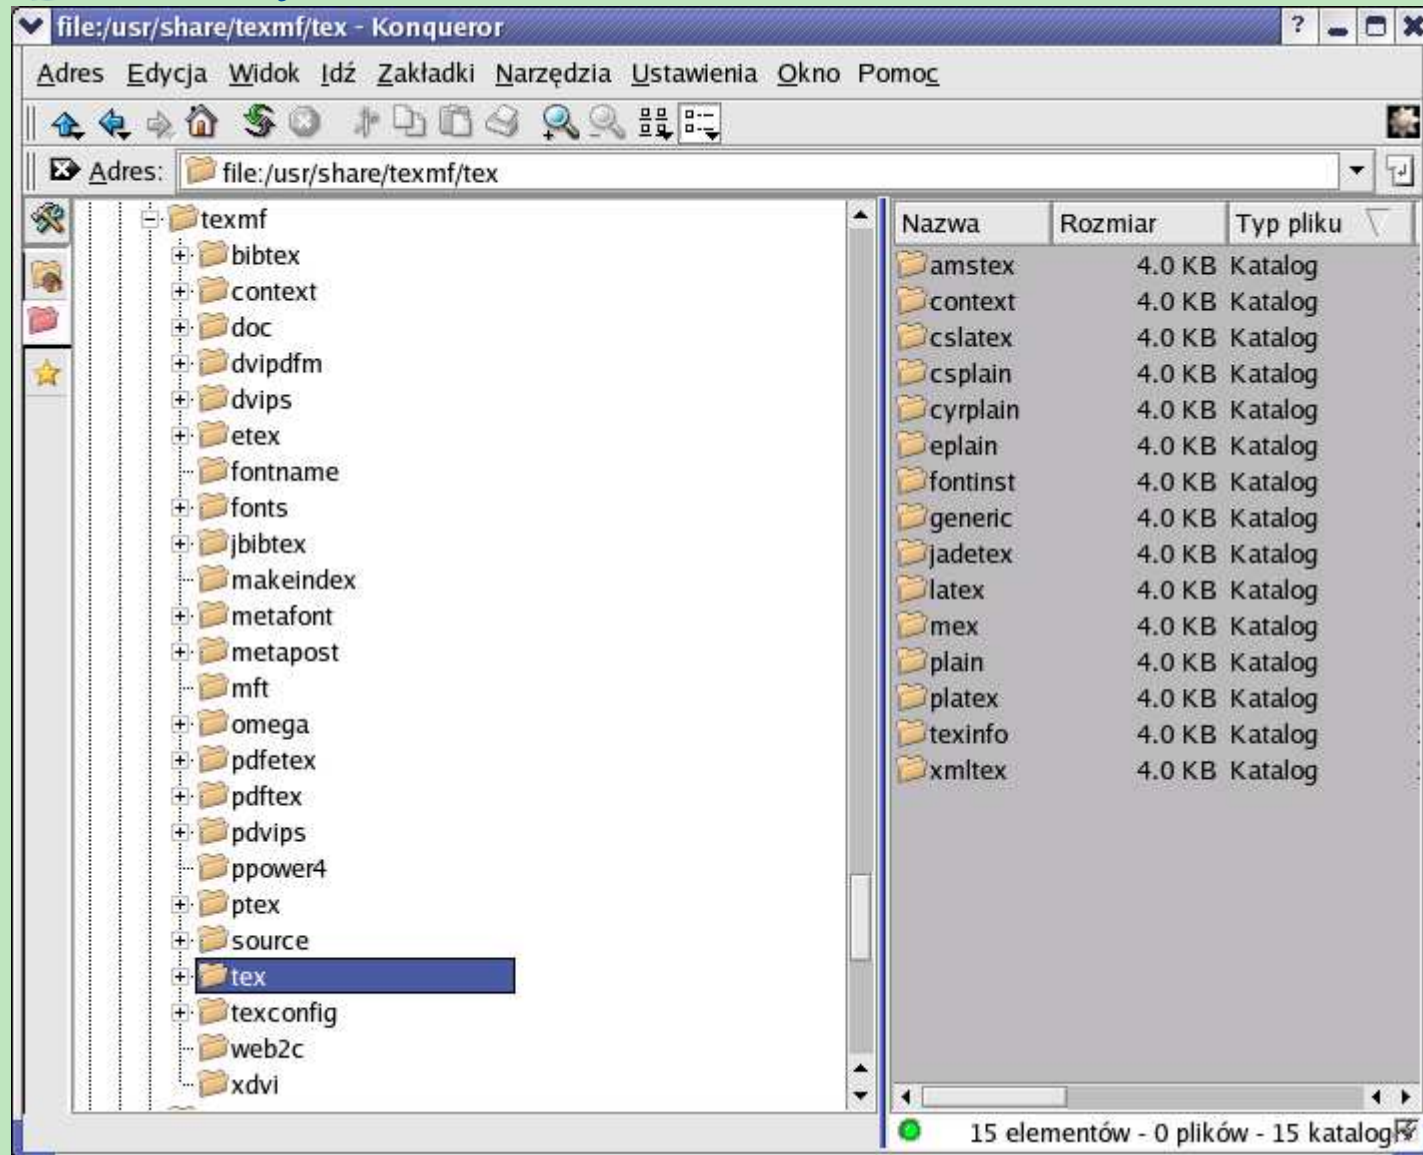 file:/usr/share/texmf/tex - Konqueror ?
Adres Edycja Widok Idź Zakładki Narzędzia Ustawienia Okno Pomoc
Adres: file:/usr/share/texmf/tex
texmf
bibtex
context
doc
dvipdfm
dvips
etex
fontname
fonts
jbibtex
makeindex
metafont
metapost
mft
omega
pdfetex
pdftex
pdvips
ppower4
ptex
source
tex
texconfig
web2c
xdvi
Nazwa Rozmiar Typ pliku
amstex 4.0 KB Katalog
context 4.0 KB Katalog
cslatex 4.0 KB Katalog
csplain 4.0 KB Katalog
cyrplain 4.0 KB Katalog
eplain 4.0 KB Katalog
fontinst 4.0 KB Katalog
generic 4.0 KB Katalog
jadetex 4.0 KB Katalog
latex 4.0 KB Katalog
mex 4.0 KB Katalog
plain 4.0 KB Katalog
platex 4.0 KB Katalog
texinfo 4.0 KB Katalog
xmltex 4.0 KB Katalog
15 elementów - 0 plików - 15 katalog